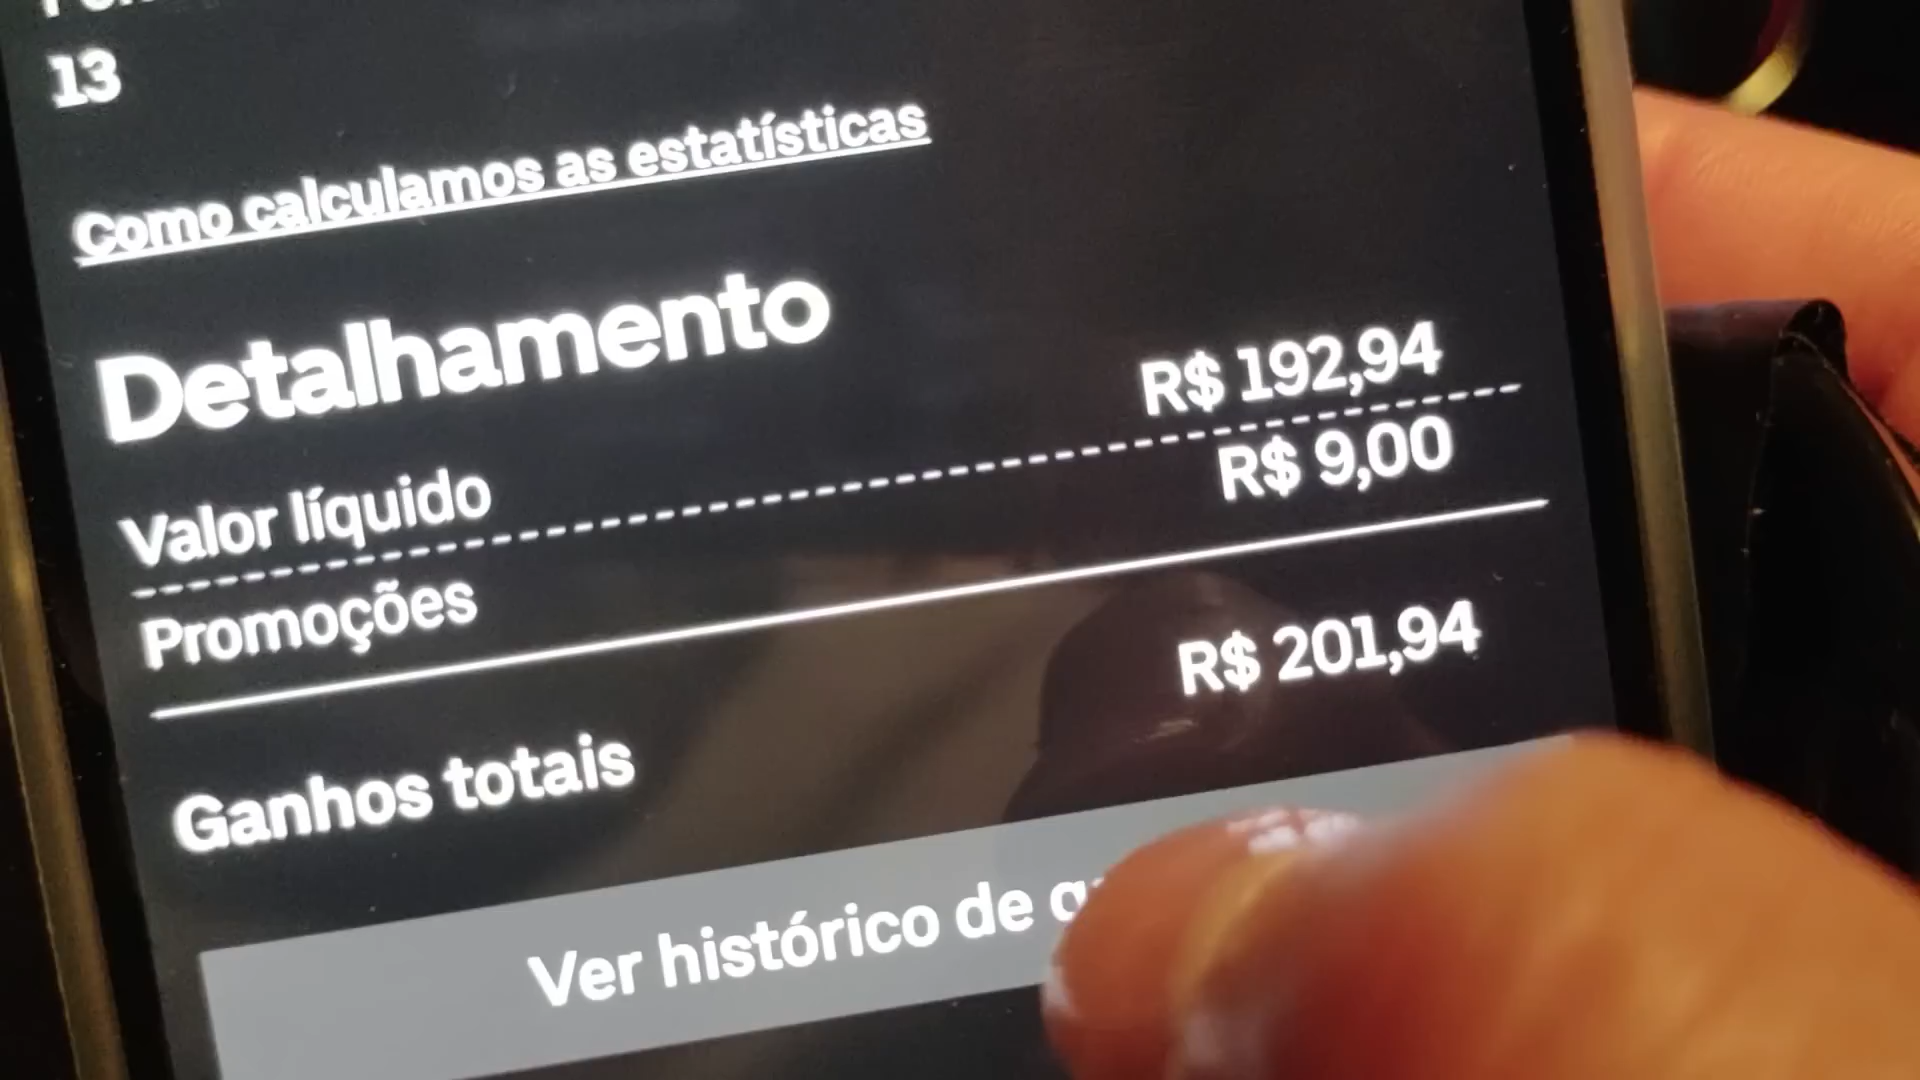 13
Como calculamos as estatísticas
Detalhamento
Valor líquido R$ 192,94
Promoções R$ 9,00
Ganhos totais R$ 201,94
Ver histórico de